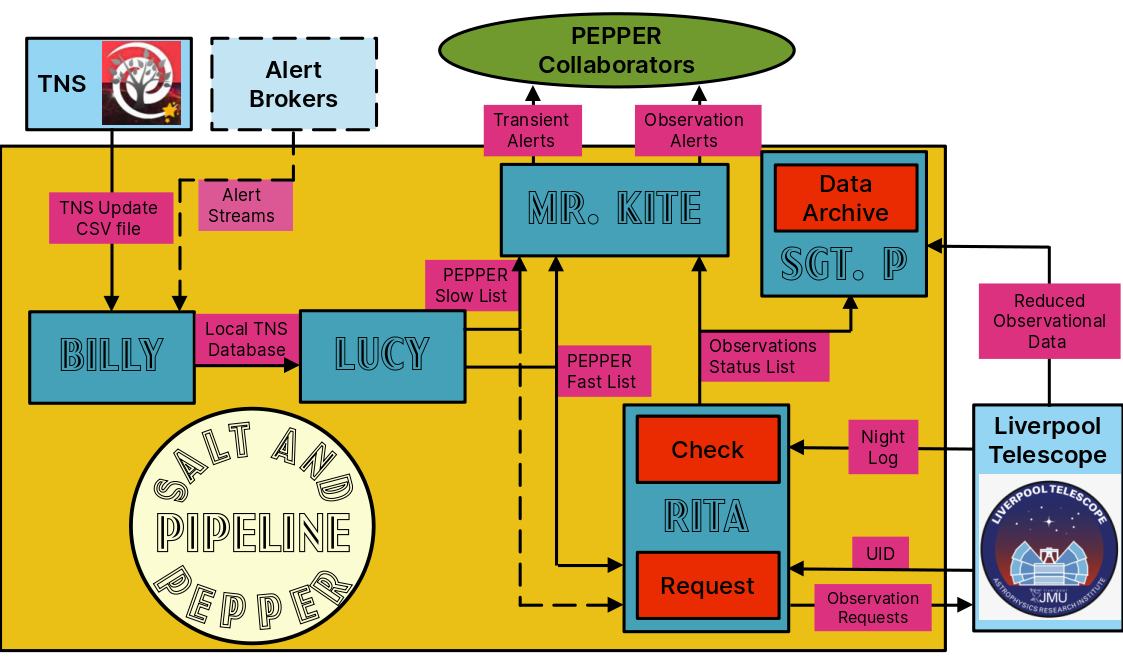 PEPPER
Collaborators
TNS
Alert
Brokers
Transient
Alerts
Observation
Alerts
TNS Update
CSV file
Alert
Streams
MR. KITE
Data
Archive
SGT. P
PEPPER
Slow List
Reduced
Observational
Data
BILLY
Local TNS
Database
LUCY
PEPPER
Fast List
Observations
Status List
SALT AND
PIPELINE
PEPPER
Check
RITA
Request
Night
Log
UID
Observation
Requests
Liverpool
Telescope
LIVERPOOL TELESCOPE
JMU
ASTROPHYSICS RESEARCH INSTITUTE